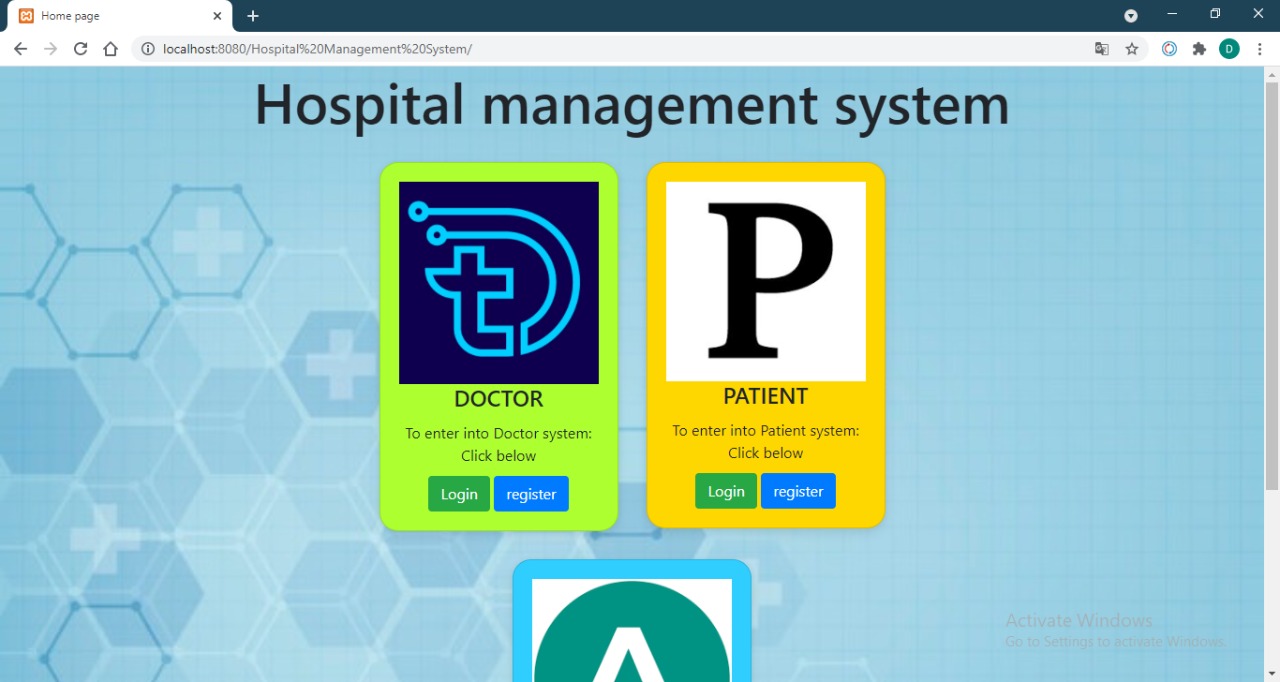 Home page
localhost:8080/Hospital%20Management%20System/
D
Hospital management system
P
DOCTOR
To enter into Doctor system:
Click below
Login register
PATIENT
To enter into Patient system:
Click below
Login register
A
Activate Windows
Go to Settings to activate Windows.